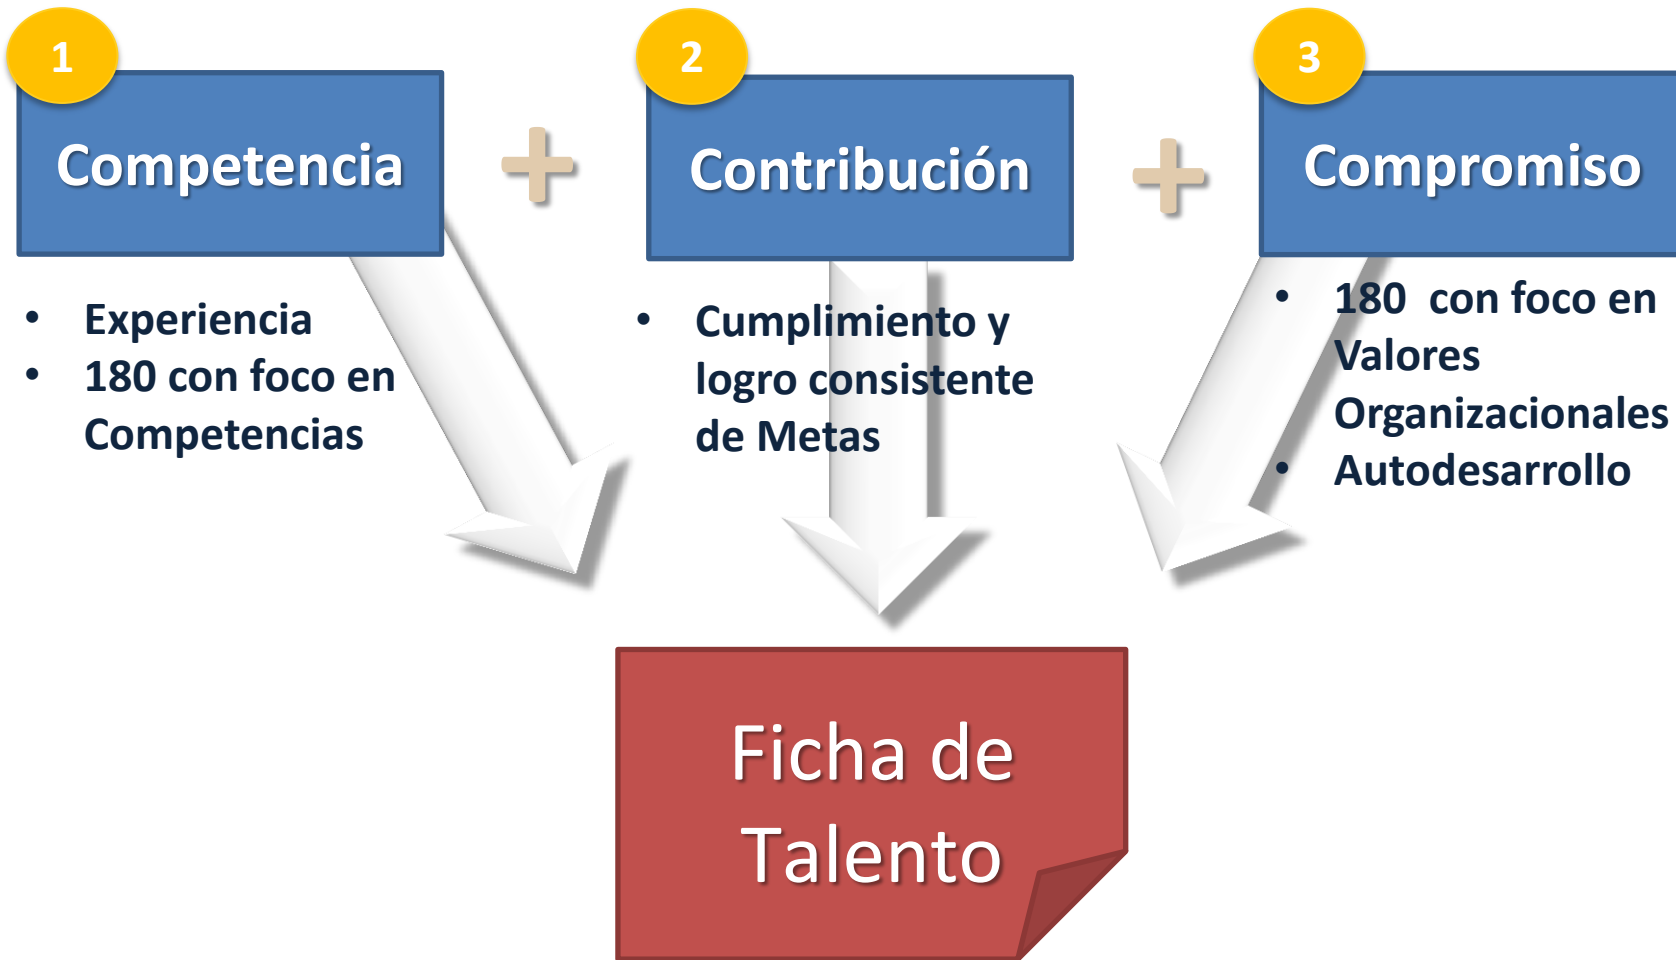 1
Competencia
• Experiencia
• 180 con foco en
Competencias
+
2
Contribución
• Cumplimiento y
logro consistente
de Metas
+
3
Compromiso
• 180  con foco en
Valores
Organizacionales
• Autodesarrollo
Ficha de
Talento